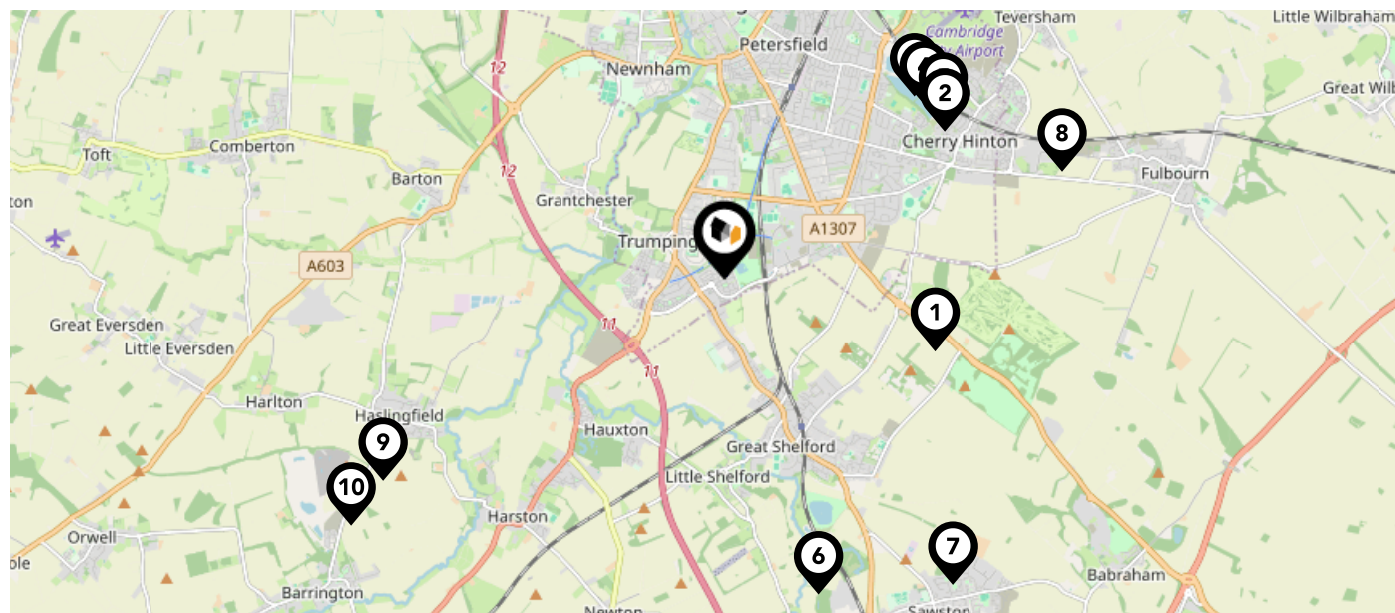 Teversham
Little Wilbraham
Petersfield
Cambridge
y Airport
12
Newnham
Great Wilb
2
8
Cherry Hinton
Comberton
Toft
12
Barton
Fulbourn
ton
Grantchester
Trumping
A1307
A603
1
Great Eversden
11
Little Eversden
11
Harlton
Haslingfield
9
Hauxton
Great Shelford
Little Shelford
10
Harston
Orwell
6
7
ole
Babraham
Barrington
Newton
Sawston